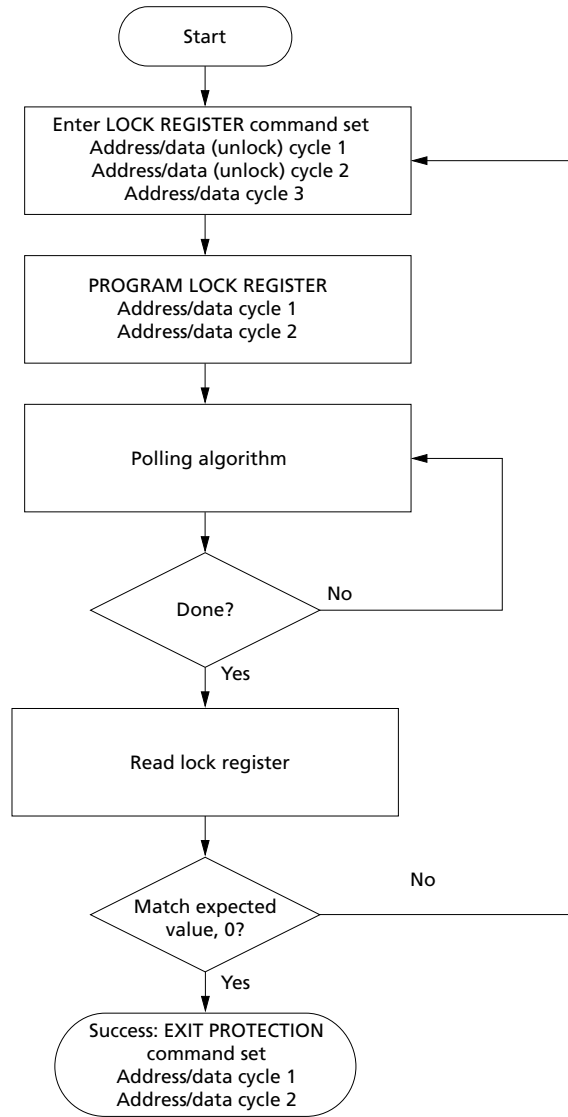 Start
Enter LOCK REGISTER command set
Address/data (unlock) cycle 1
Address/data (unlock) cycle 2
Address/data cycle 3
PROGRAM LOCK REGISTER
Address/data cycle 1
Address/data cycle 2
Polling algorithm
Done?
No
Yes
Read lock register
Match expected
value, 0?
No
Yes
Success: EXIT PROTECTION
command set
Address/data cycle 1
Address/data cycle 2